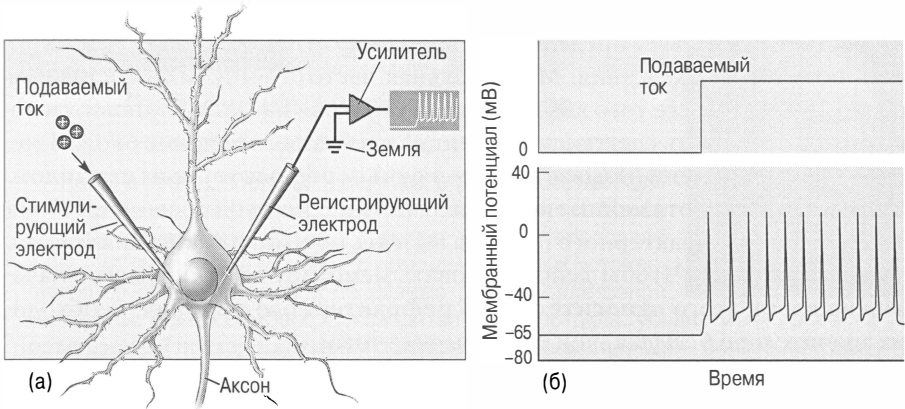 Усилитель
Подаваемый
ток
Земля
Стимули-
рующий
электрод
Регистрирующий
электрод
(а)
Аксон
Мембранный потенциал (мВ)
Подаваемый
ток
0
40
0
−40
−65
−80
(б)
Время